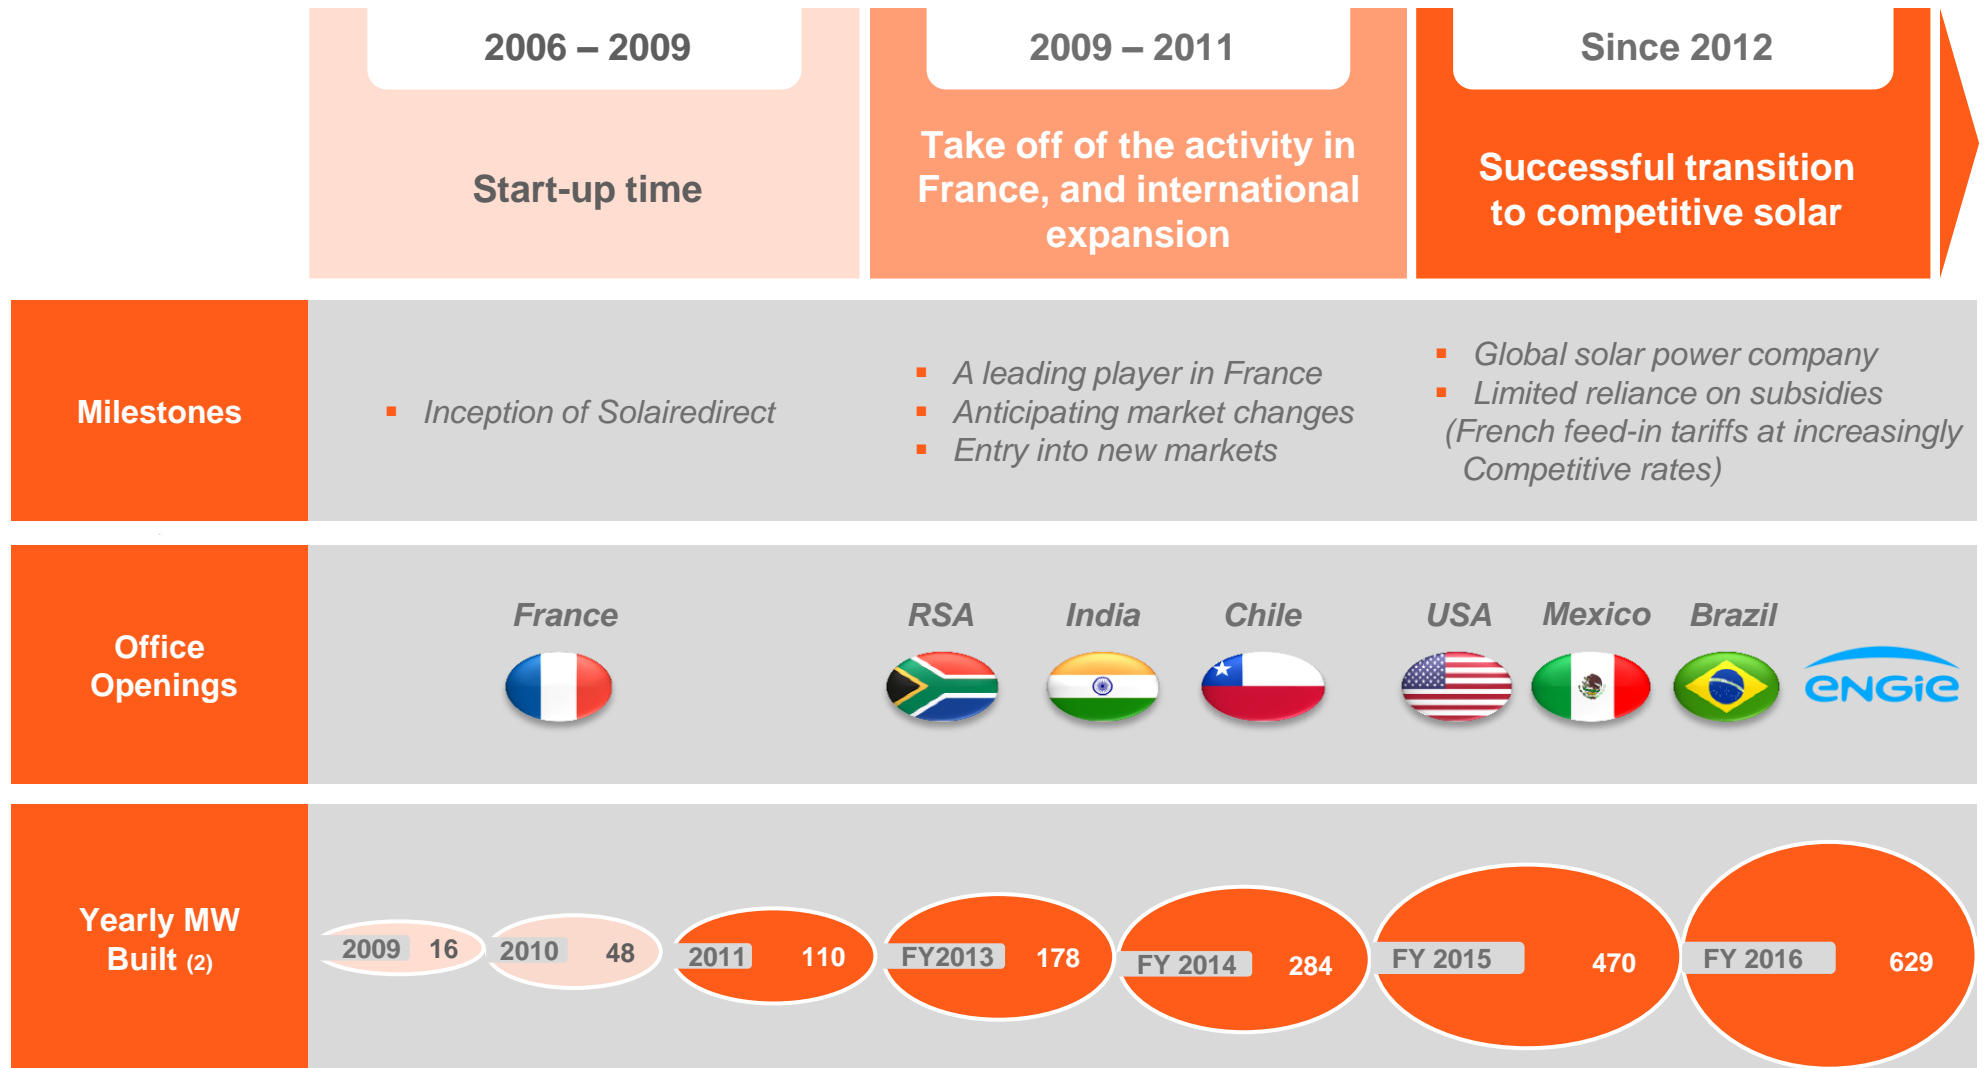 2006 – 2009
2009 – 2011
Since 2012
Start-up time
Take off of the activity in
France, and international
expansion
Successful transition
to competitive solar
Milestones
▪ Inception of Solairedirect
▪ A leading player in France
▪ Anticipating market changes
▪ Entry into new markets
▪ Global solar power company
▪ Limited reliance on subsidies
(French feed-in tariffs at increasingly
Competitive rates)
Office
Openings
France
RSA
India
Chile
USA
Mexico
Brazil
eNGie
Yearly MW
Built (2)
2009 16
2010 48
2011 110
FY2013 178
FY 2014 284
FY 2015 470
FY 2016 629